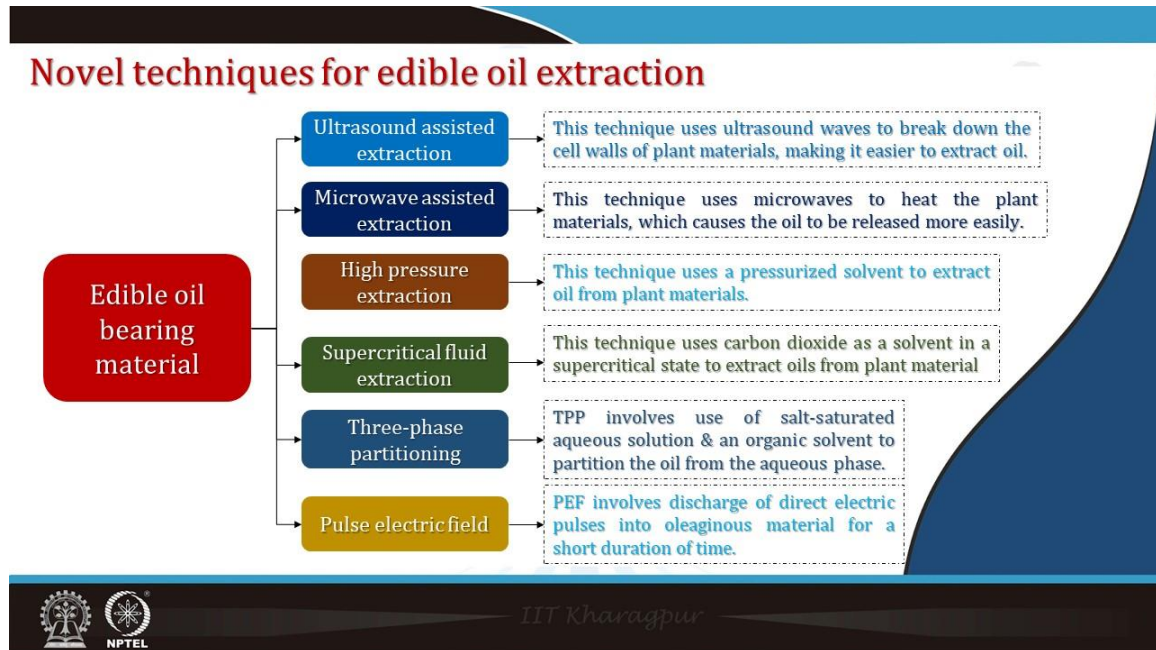 Novel techniques for edible oil extraction
Edible oil
bearing
material
Ultrasound assisted
extraction
This technique uses ultrasound waves to break down the
cell walls of plant materials, making it easier to extract oil.
Microwave assisted
extraction
This technique uses microwaves to heat the plant
materials, which causes the oil to be released more easily.
High pressure
extraction
This technique uses a pressurized solvent to extract
oil from plant materials.
Supercritical fluid
extraction
This technique uses carbon dioxide as a solvent in a
supercritical state to extract oils from plant material
Three-phase
partitioning
TPP involves use of salt-saturated
aqueous solution & an organic solvent to
partition the oil from the aqueous phase.
Pulse electric field
PEF involves discharge of direct electric
pulses into oleaginous material for a
short duration of time.
IIT Kharagpur
NPTEL